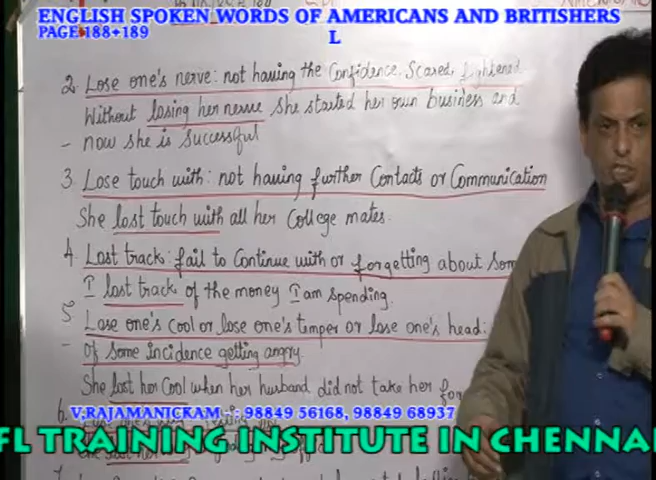 ENGLISH SPOKEN WORDS OF AMERICANS AND BRITISHERS
PAGE 188+189
L
2. Lose one's nerve: not having the Confidence. Scared, frightened
Without losing her nerve she started her own business and
- now she is successful
3. Lose touch with: not having further Contacts or Communication
She lost touch with all her College mates.
4. Lost track: fail to Continue with or forgetting about som
I lost track of the money I am spending.
5 Lose one's cool or lose one's temper or lose one's head:
- of some incidence getting angry
She lost her Cool when her husband did not take her for
V.RAJAMANICKAM -: 98849 56168, 98849 68937
6.
FL TRAINING INSTITUTE IN CHENNA